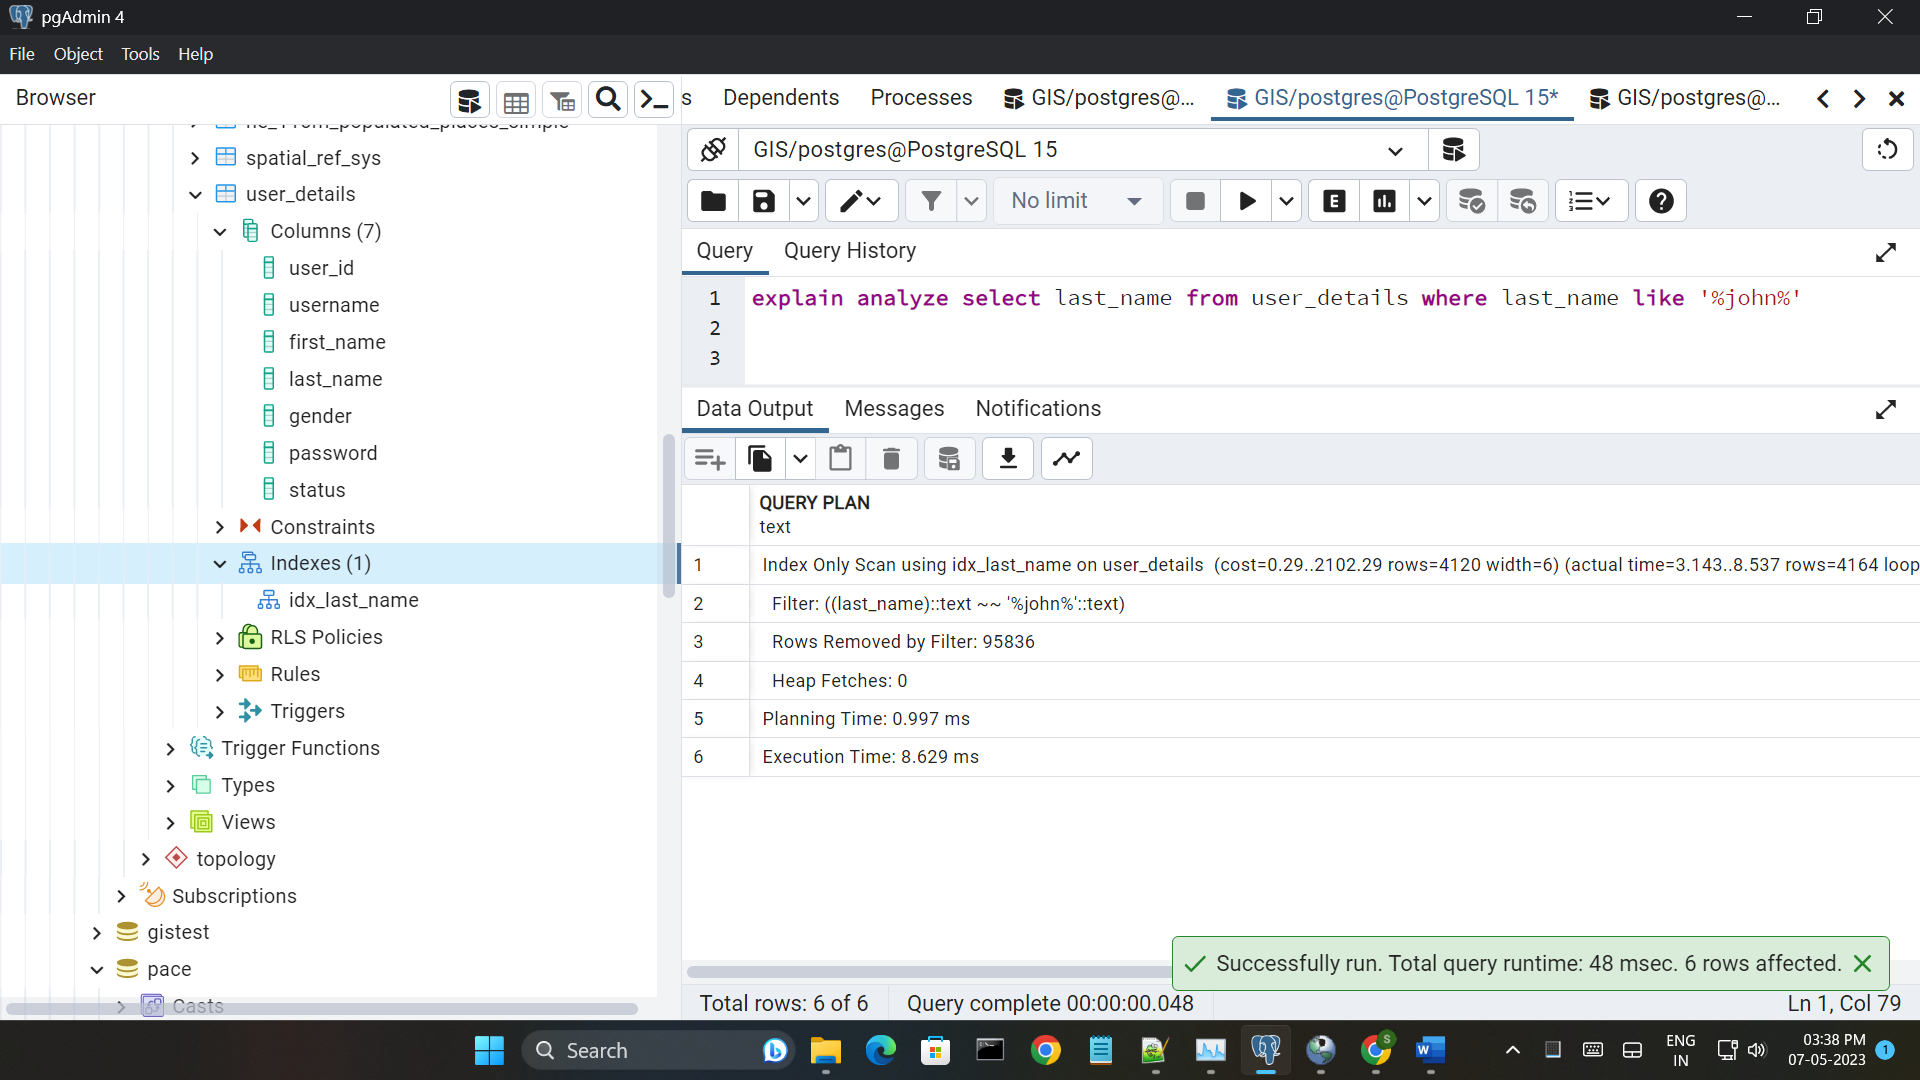 pgAdmin 4
File Object Tools Help
Browser
s Dependents Processes GIS/postgres@... GIS/postgres@PostgreSQL 15* GIS/postgres@...
ne_110m_populated_places_simple
spatial_ref_sys
user_details
Columns (7)
user_id
username
first_name
last_name
gender
password
status
Constraints
Indexes (1)
idx_last_name
RLS Policies
Rules
Triggers
Trigger Functions
Types
Views
topology
Subscriptions
gistest
pace
Casts
GIS/postgres@PostgreSQL 15
No limit
E
Query Query History
1 explain analyze select last_name from user_details where last_name like '%john%'
2
3
Data Output Messages Notifications
QUERY PLAN
text
1 Index Only Scan using idx_last_name on user_details (cost=0.29..2102.29 rows=4120 width=6) (actual time=3.143..8.537 rows=4164 loop
2 Filter: ((last_name)::text ~~ '%john%'::text)
3 Rows Removed by Filter: 95836
4 Heap Fetches: 0
5 Planning Time: 0.997 ms
6 Execution Time: 8.629 ms
Successfully run. Total query runtime: 48 msec. 6 rows affected.
Total rows: 6 of 6 Query complete 00:00:00.048 Ln 1, Col 79
Search
S
W
ENG
IN
03:38 PM
07-05-2023
1